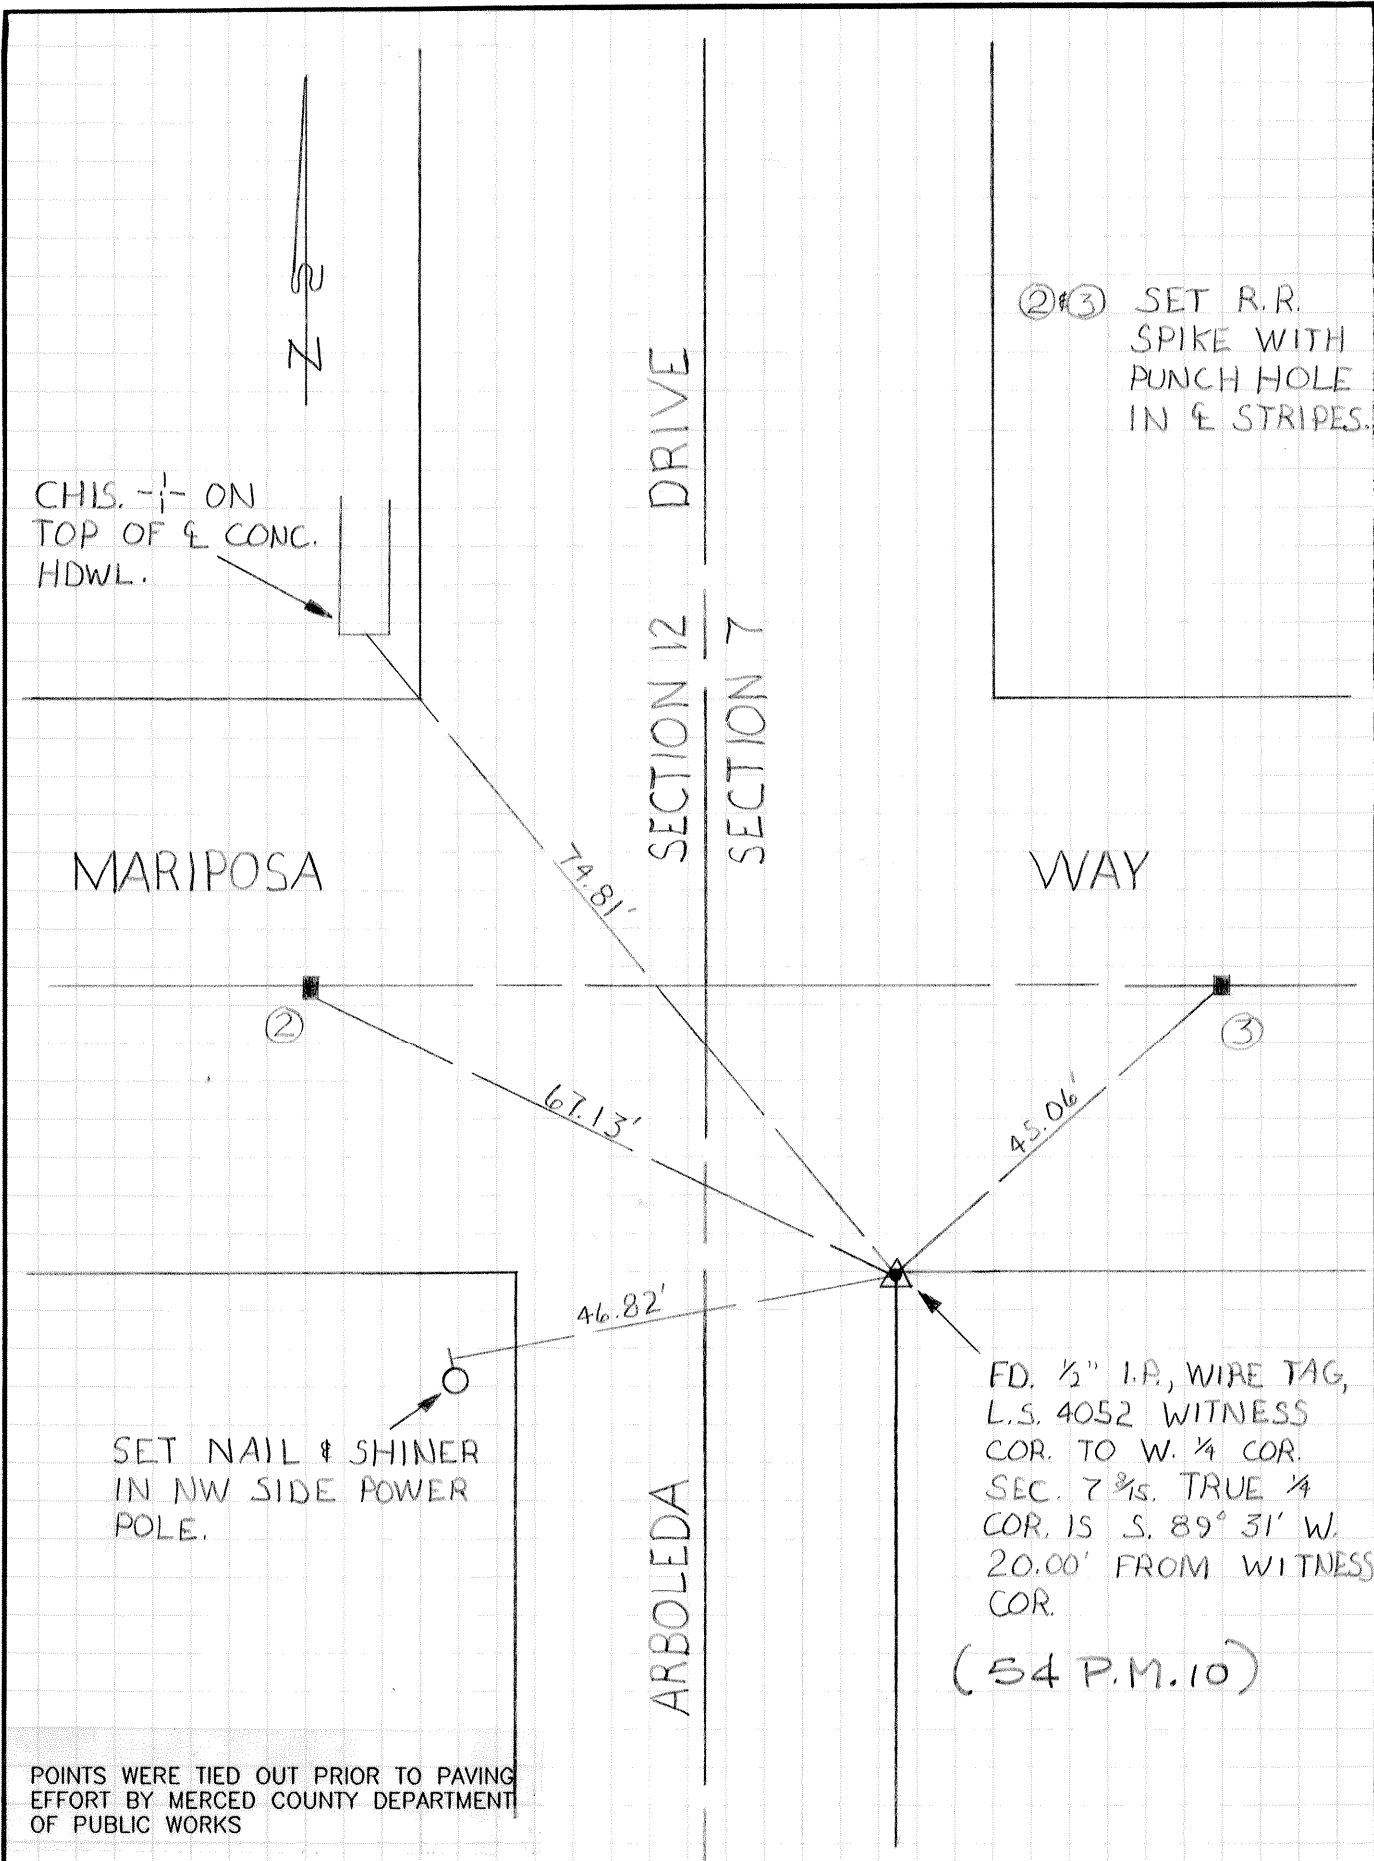 N
②&③ SET R.R.
SPIKE WITH
PUNCH HOLE
IN ℄ STRIPES.
CHIS. -¦- ON
TOP OF ℄ CONC.
HDWL.
DRIVE
SECTION 12
SECTION 7
MARIPOSA
WAY
74.81'
②
③
67.13'
45.06'
46.82'
SET NAIL & SHINER
IN NW SIDE POWER
POLE.
ARBOLEDA
FD. 1/2" I.P., WIRE TAG,
L.S. 4052 WITNESS
COR. TO W. 1/4 COR.
SEC. 7 TRUE 1/4
COR. IS S. 89° 31' W.
20.00' FROM WITNESS
COR.
(54 P.M. 10)
POINTS WERE TIED OUT PRIOR TO PAVING
EFFORT BY MERCED COUNTY DEPARTMENT
OF PUBLIC WORKS